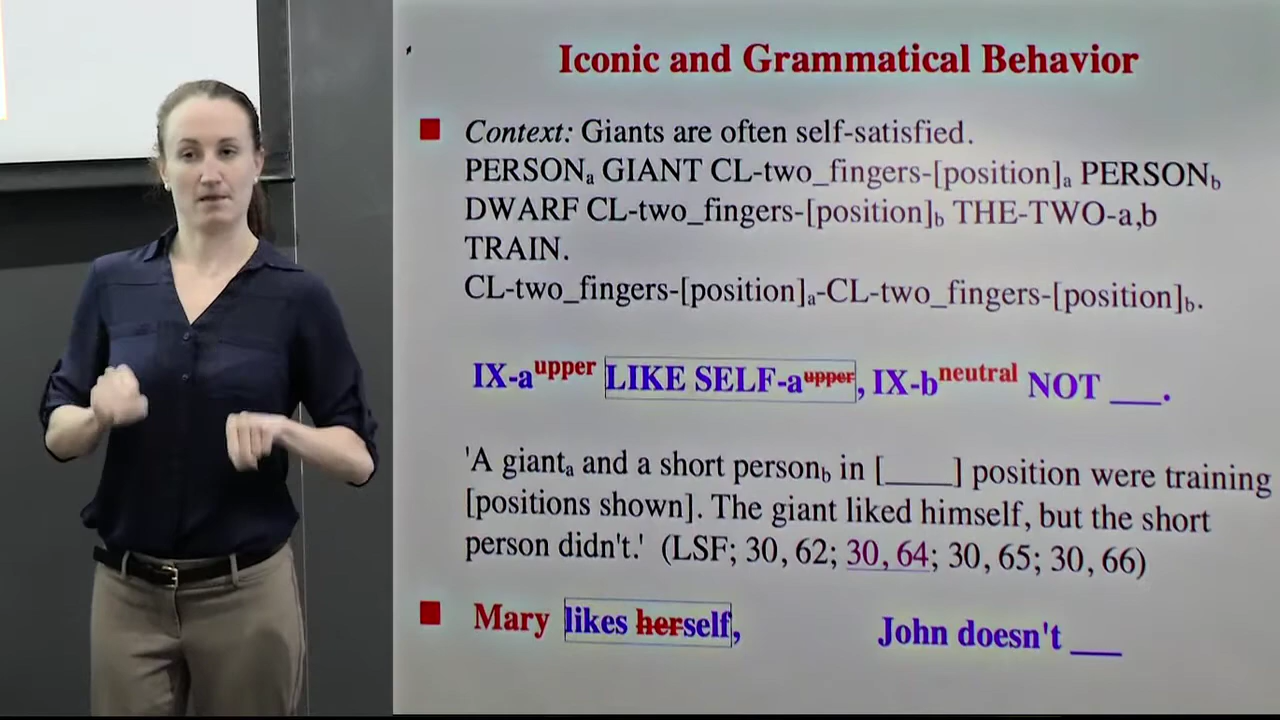 Iconic and Grammatical Behavior
Context: Giants are often self-satisfied.
PERSONa GIANT CL-two_fingers-[position]a PERSONb
DWARF CL-two_fingers-[position]b THE-TWO-a,b
TRAIN.
CL-two_fingers-[position]a-CL-two_fingers-[position]b.
IX-a upper LIKE SELF-a upper, IX-b neutral NOT ___.
'A gianta and a short personb in [____] position were training
[positions shown]. The giant liked himself, but the short
person didn't.' (LSF; 30, 62; 30, 64; 30, 65; 30, 66)
Mary likes herself, John doesn't ___